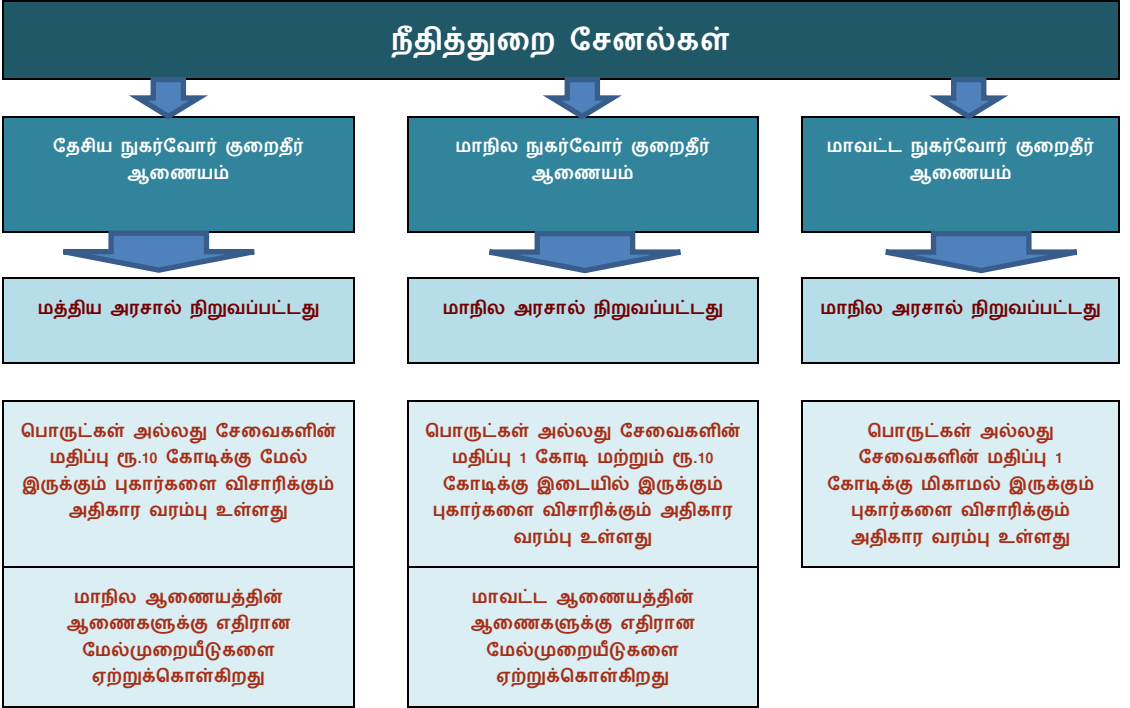 நீதித்துறை சேனல்கள்
தேசிய நுகர்வோர் குறைதீர்
ஆணையம்
மாநில நுகர்வோர் குறைதீர்
ஆணையம்
மாவட்ட நுகர்வோர் குறைதீர்
ஆணையம்
மத்திய அரசால் நிறுவப்பட்டது
மாநில அரசால் நிறுவப்பட்டது
மாநில அரசால் நிறுவப்பட்டது
பொருட்கள் அல்லது சேவைகளின்
மதிப்பு ரூ.10 கோடிக்கு மேல்
இருக்கும் புகார்களை விசாரிக்கும்
அதிகார வரம்பு உள்ளது
பொருட்கள் அல்லது சேவைகளின்
மதிப்பு 1 கோடி மற்றும் ரூ.10
கோடிக்கு இடையில் இருக்கும்
புகார்களை விசாரிக்கும் அதிகார
வரம்பு உள்ளது
பொருட்கள் அல்லது
சேவைகளின் மதிப்பு 1
கோடிக்கு மிகாமல் இருக்கும்
புகார்களை விசாரிக்கும்
அதிகார வரம்பு உள்ளது
மாநில ஆணையத்தின்
ஆணைகளுக்கு எதிரான
மேல்முறையீடுகளை
ஏற்றுக்கொள்கிறது
மாவட்ட ஆணையத்தின்
ஆணைகளுக்கு எதிரான
மேல்முறையீடுகளை
ஏற்றுக்கொள்கிறது